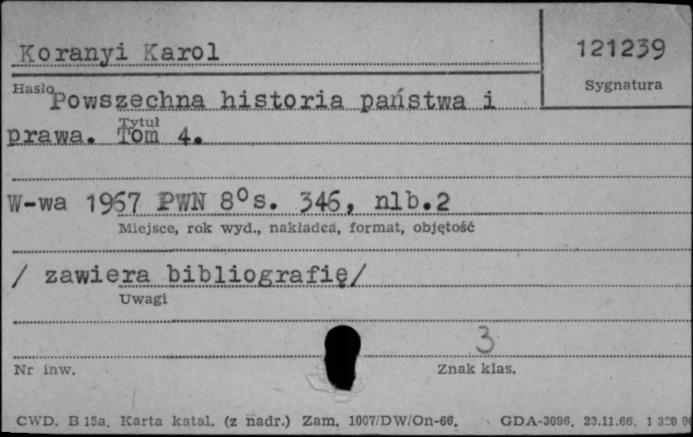 Koranyi Karol
121239
Hasło
Sygnatura
Powszechna historia państwa i
Tytuł
prawa. Tom 4.
W-wa 1967 PWN 8° s. 346, nlb.2
Miejsce, rok wyd., nakładca, format, objętość
/ zawiera bibliografię/
Uwagi
3
Nr inw.
Znak klas.
CWD. B 15a. Karta katal. (z nadr.) Zam. 1007/DW/On-66. GDA-3096. 23.11.66.